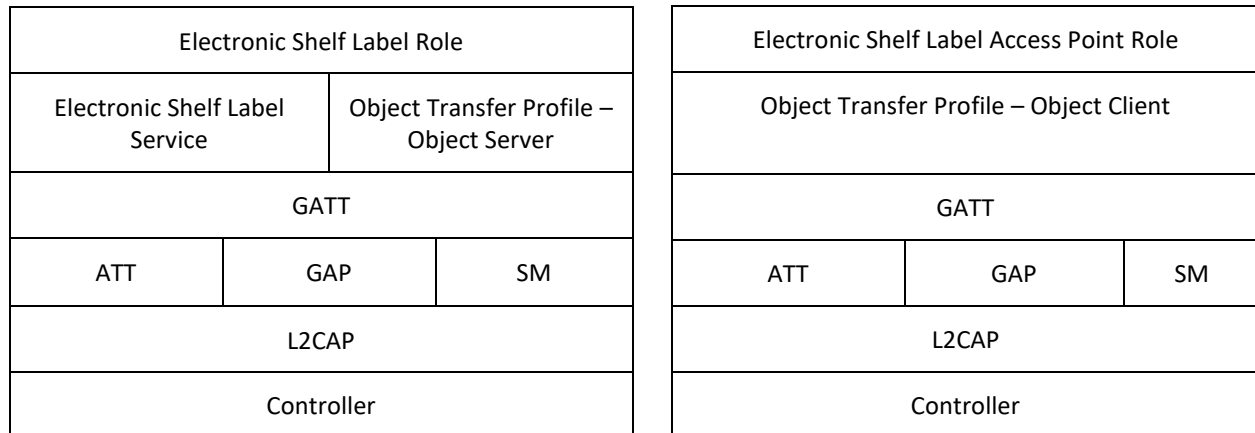 Electronic Shelf Label Role
Electronic Shelf Label
Service
Object Transfer Profile –
Object Server
GATT
ATT
GAP
SM
L2CAP
Controller
Electronic Shelf Label Access Point Role
Object Transfer Profile – Object Client
GATT
ATT
GAP
SM
L2CAP
Controller